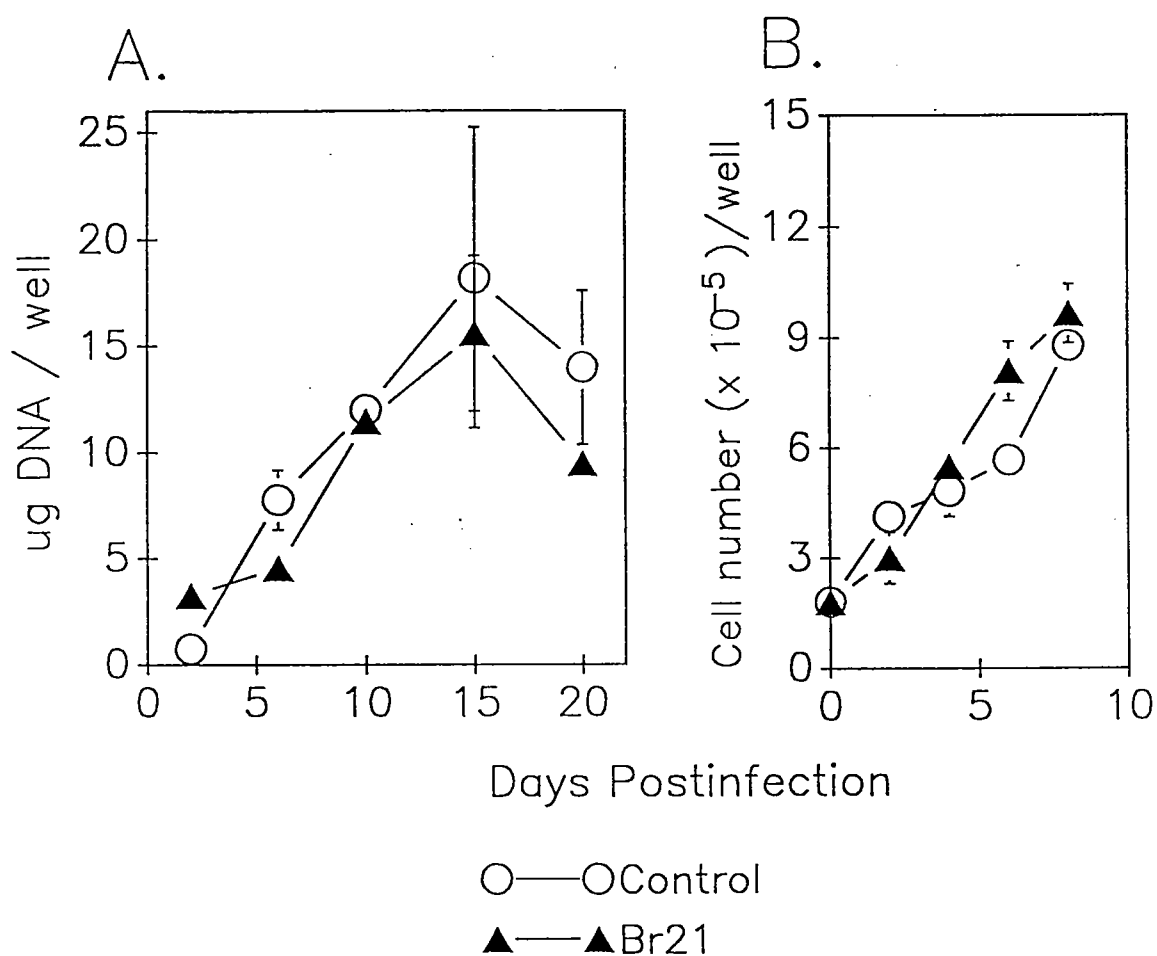 A.
ug DNA / well
25
20
15
10
5
0
0 5 10 15 20
B.
Cell number (x 10⁻⁵)/well
15
12
9
6
3
0
0 5 10
Days Postinfection
Control
Br21